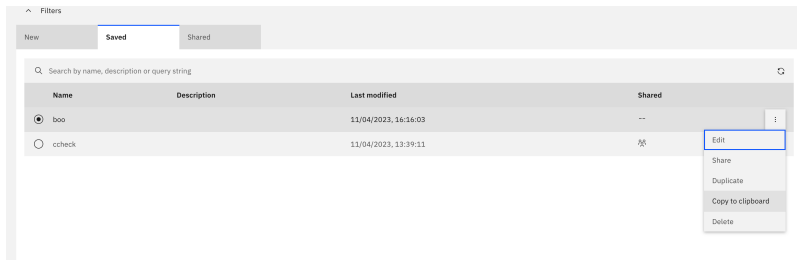 Filters
New Saved Shared
Search by name, description or query string
Name Description Last modified Shared
boo 11/04/2023, 16:16:03 --
ccheck 11/04/2023, 13:39:11
Edit
Share
Duplicate
Copy to clipboard
Delete